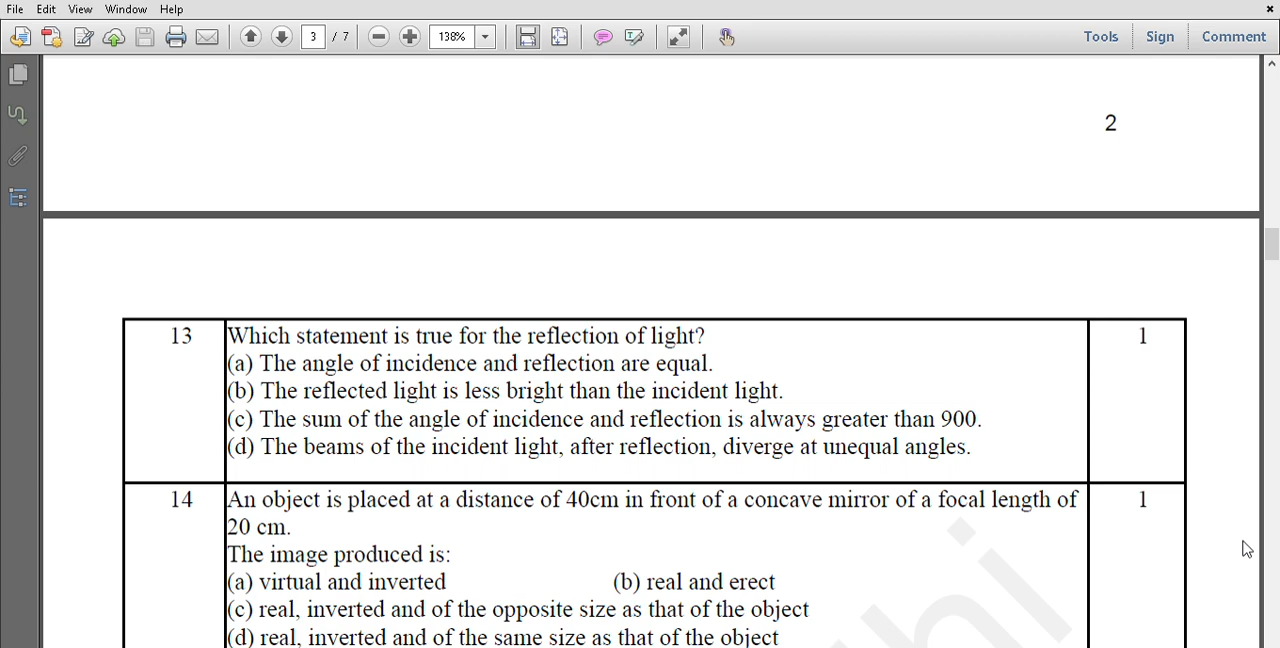 File Edit View Window Help
3 / 7 138% Tools Sign Comment
2
13 Which statement is true for the reflection of light? 1
(a) The angle of incidence and reflection are equal.
(b) The reflected light is less bright than the incident light.
(c) The sum of the angle of incidence and reflection is always greater than 900.
(d) The beams of the incident light, after reflection, diverge at unequal angles.
14 An object is placed at a distance of 40cm in front of a concave mirror of a focal length of 1
20 cm.
The image produced is:
(a) virtual and inverted (b) real and erect
(c) real, inverted and of the opposite size as that of the object
(d) real, inverted and of the same size as that of the object